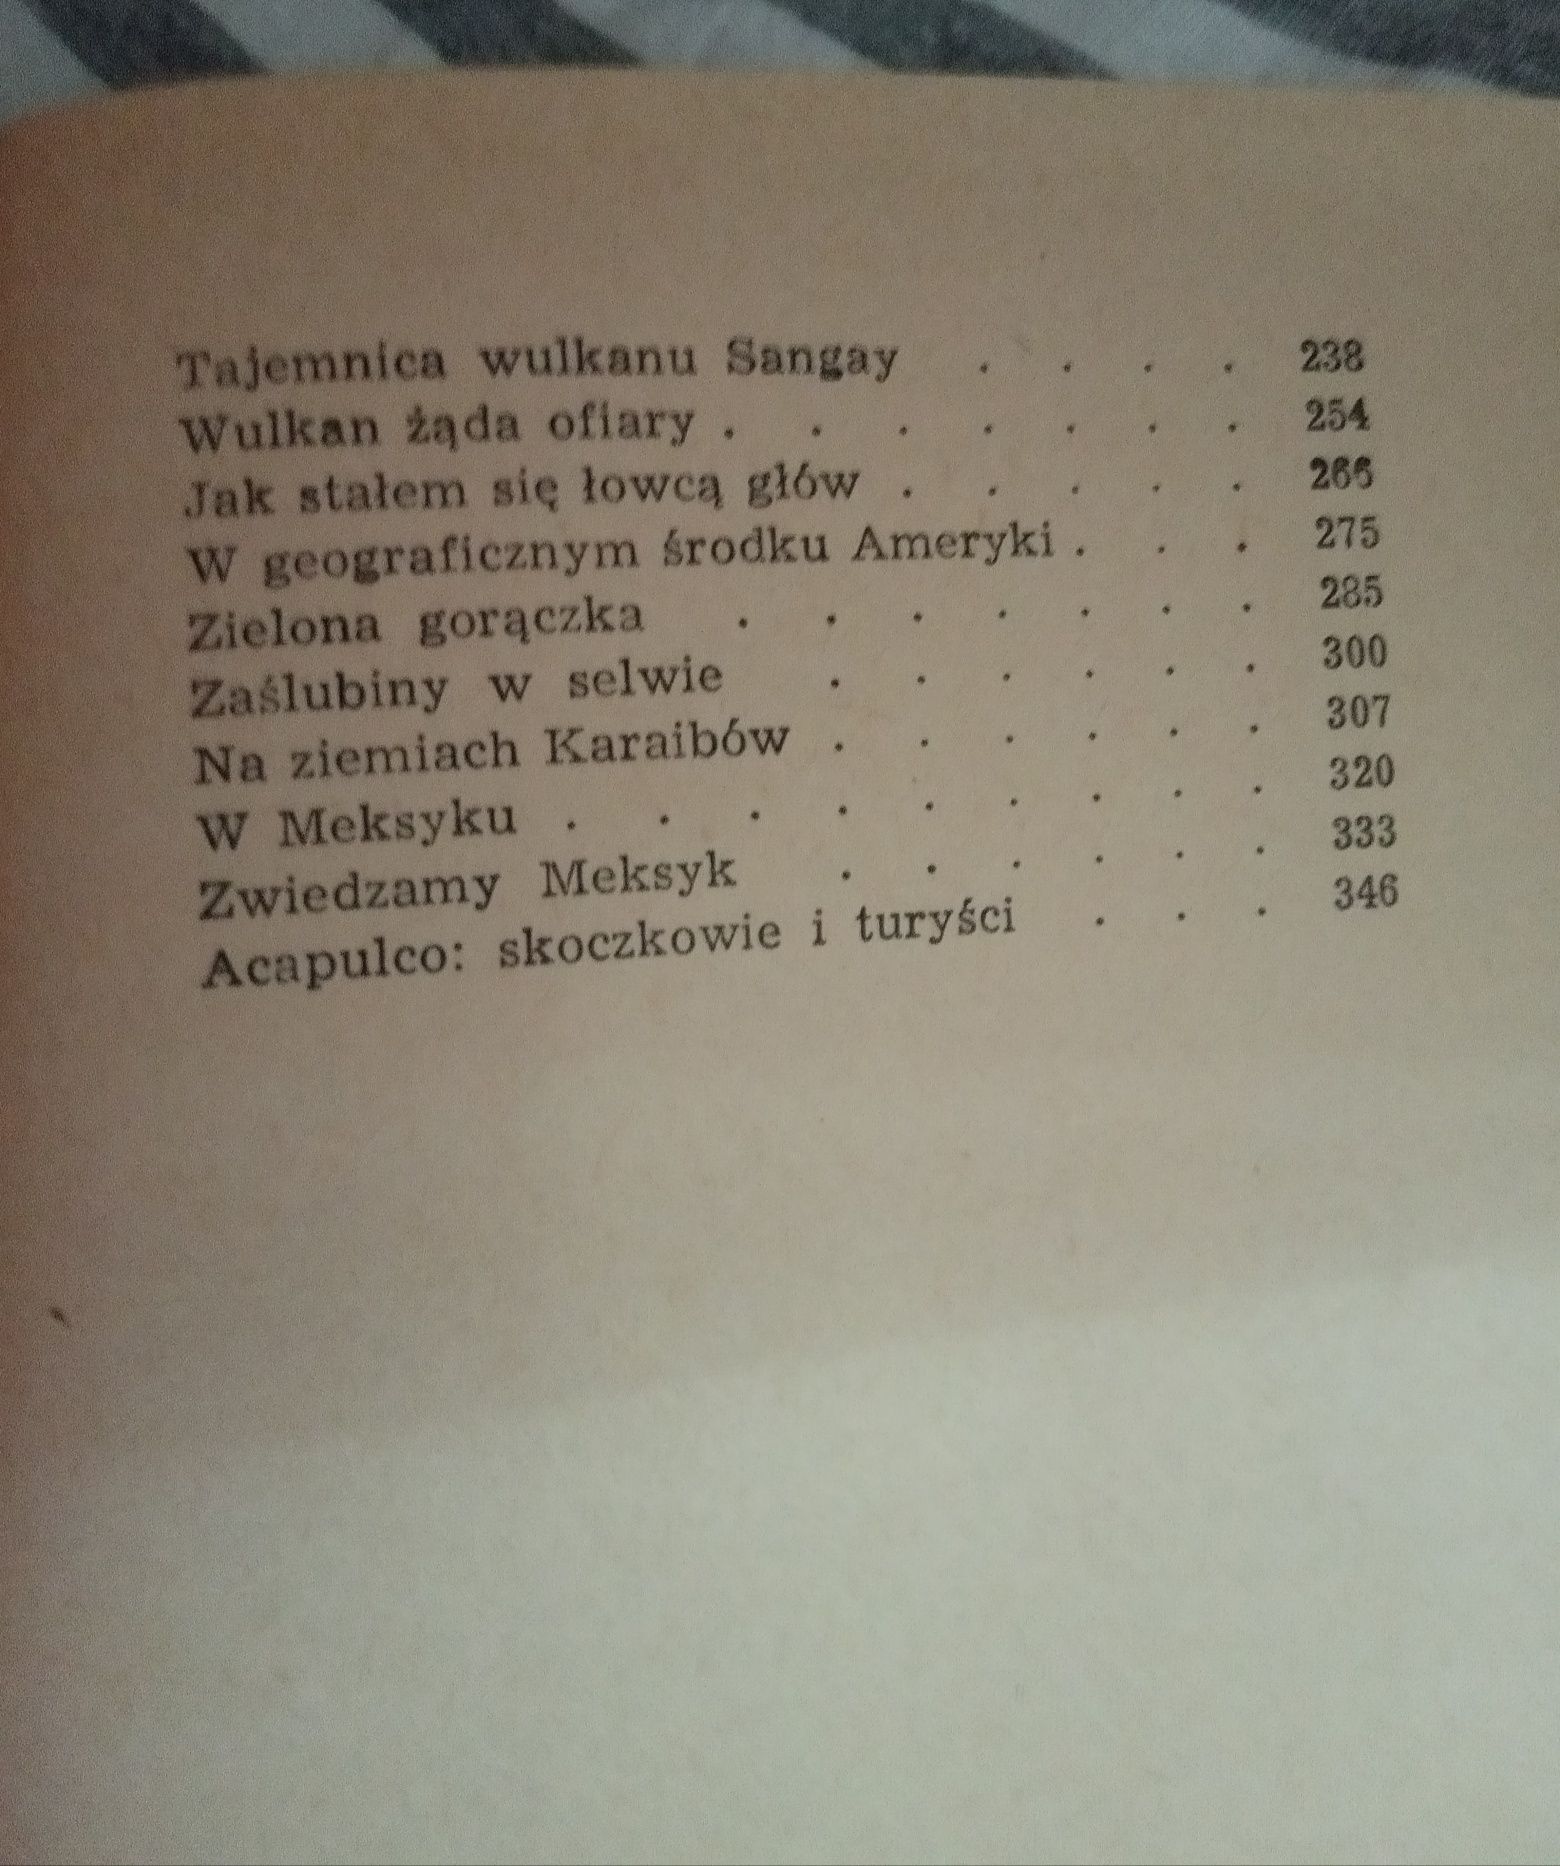 Tajemnica wulkanu Sangay . . . . 238
Wulkan żąda ofiary . . . . . . . 254
Jak stałem się łowcą głów . . . . . 266
W geograficznym środku Ameryki . . . 275
Zielona gorączka . . . . . . . 285
Zaślubiny w selwie . . . . . . 300
Na ziemiach Karaibów . . . . . . 307
W Meksyku . . . . . . . . . 320
Zwiedzamy Meksyk . . . . . . 333
Acapulco: skoczkowie i turyści . . . 346